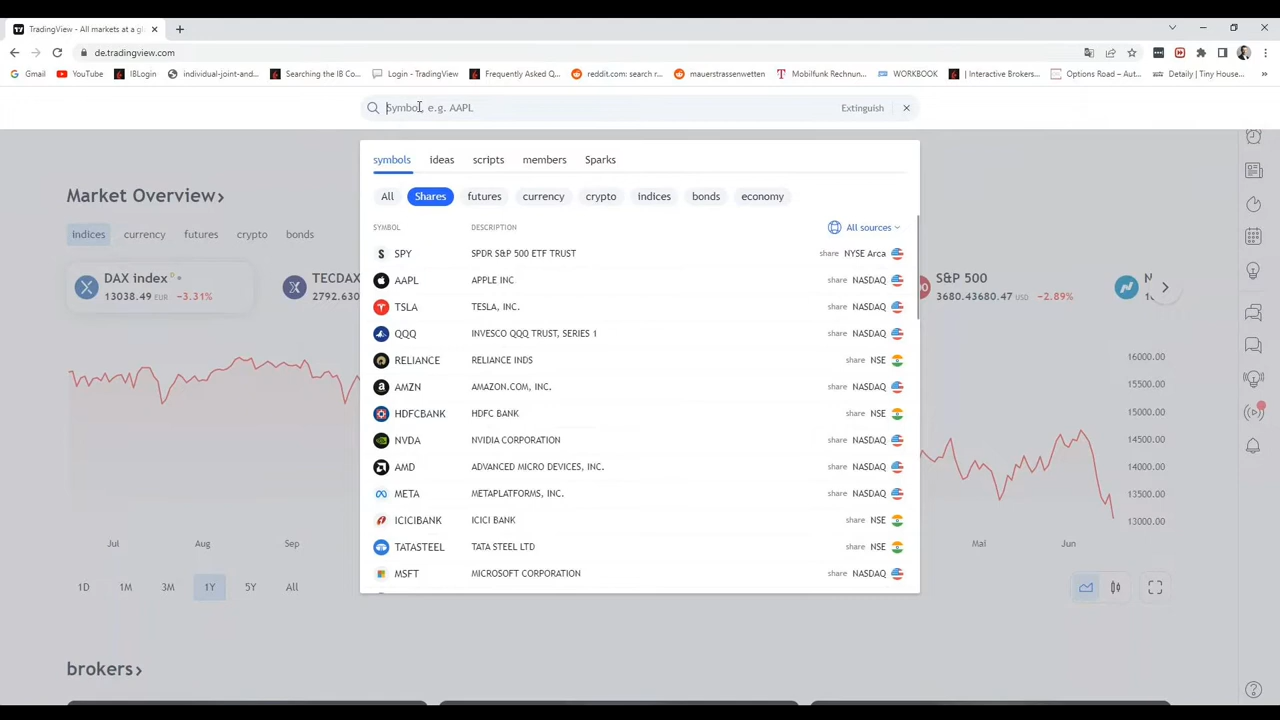 TradingView - All markets at a gl
de.tradingview.com
Gmail YouTube IBLogin individual-joint-and... Searching the IB Co... Login - TradingView Frequently Asked Q... reddit.com: search r... mauerstrassenwetten Mobilfunk Rechnun... WORKBOOK | Interactive Brokers... Options Road – Aut... Detaily | Tiny House...
Symbol, e.g. AAPL Extinguish
symbols ideas scripts members Sparks
All Shares futures currency crypto indices bonds economy
SYMBOL DESCRIPTION All sources
SPY SPDR S&P 500 ETF TRUST share NYSE Arca
AAPL APPLE INC share NASDAQ
TSLA TESLA, INC. share NASDAQ
QQQ INVESCO QQQ TRUST, SERIES 1 share NASDAQ
RELIANCE RELIANCE INDS share NSE
AMZN AMAZON.COM, INC. share NASDAQ
HDFCBANK HDFC BANK share NSE
NVDA NVIDIA CORPORATION share NASDAQ
AMD ADVANCED MICRO DEVICES, INC. share NASDAQ
META METAPLATFORMS, INC. share NASDAQ
ICICIBANK ICICI BANK share NSE
TATASTEEL TATA STEEL LTD share NSE
MSFT MICROSOFT CORPORATION share NASDAQ
Market Overview
indices currency futures crypto bonds
DAX index D
13038.49 EUR −3.31%
TECDAX
2792.630
S&P 500
3680.43680.47 USD −2.89%
16000.00
15500.00
15000.00
14500.00
14000.00
13500.00
13000.00
Jul Aug Sep Mai Jun
1D 1M 3M 1Y 5Y All
brokers